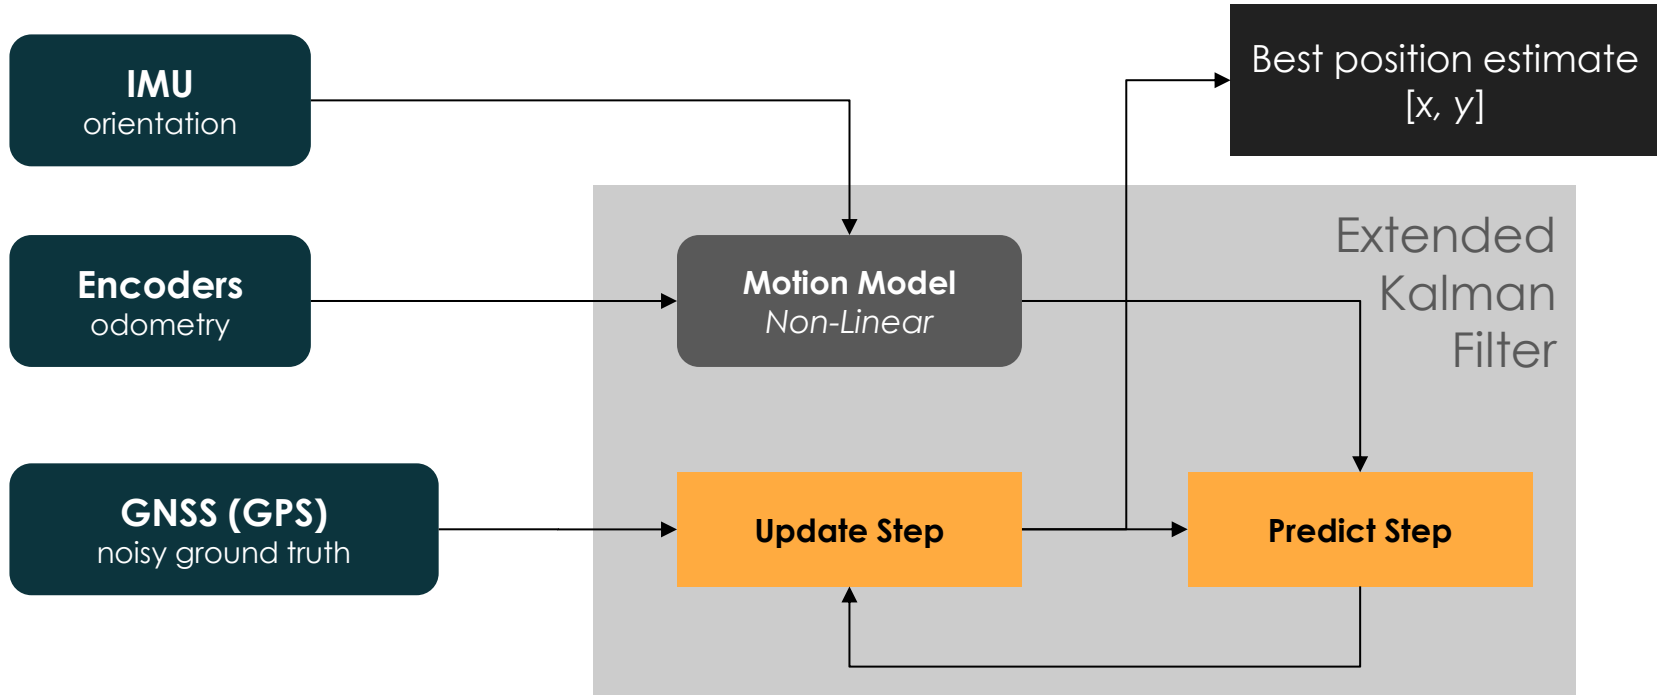 IMU
orientation
Best position estimate
[x, y]
Encoders
odometry
Motion Model
Non-Linear
Extended
Kalman
Filter
GNSS (GPS)
noisy ground truth
Update Step
Predict Step